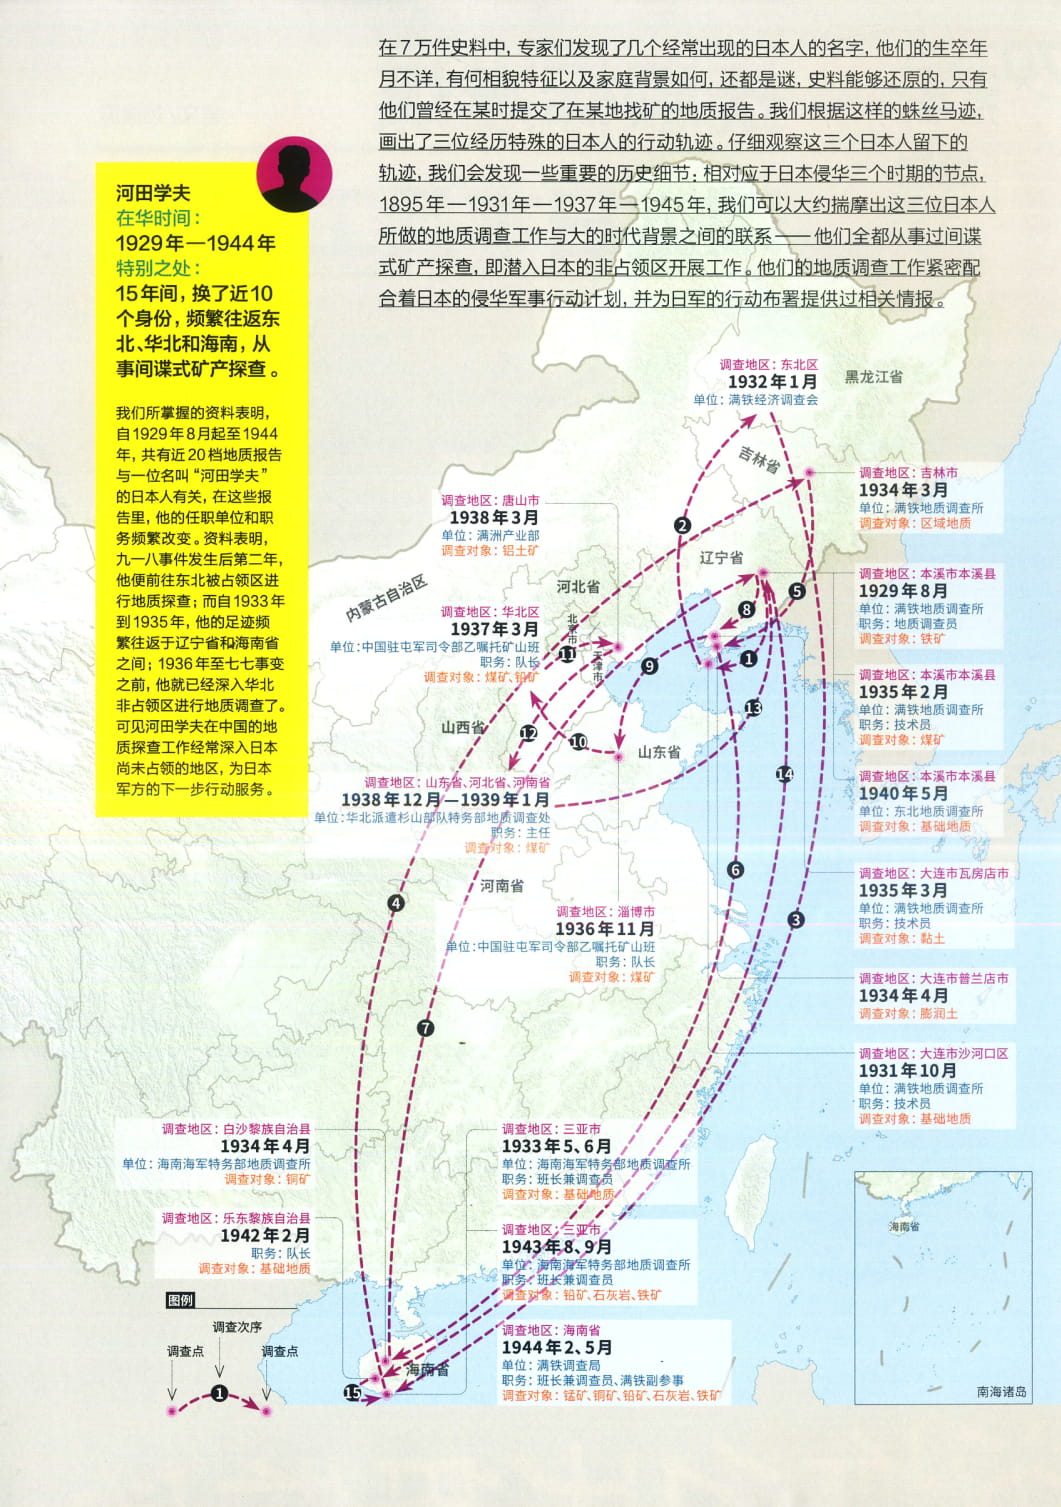 在7万件史料中，专家们发现了几个经常出现的日本人的名字，他们的生卒年
月不详，有何相貌特征以及家庭背景如何，还都是谜，史料能够还原的，只有
他们曾经在某时提交了在某地找矿的地质报告。我们根据这样的蛛丝马迹，
画出了三位经历特殊的日本人的行动轨迹。仔细观察这三个日本人留下的
轨迹，我们会发现一些重要的历史细节：相对应于日本侵华三个时期的节点，
1895年—1931年—1937年—1945年，我们可以大约揣摩出这三位日本人
所做的地质调查工作与大的时代背景之间的联系——他们全都从事过间谍
式矿产探查，即潜入日本的非占领区开展工作。他们的地质调查工作紧密配
合着日本的侵华军事行动计划，并为日军的行动布署提供过相关情报。
河田学夫
在华时间：
1929年—1944年
特别之处：
15年间，换了近10
个身份，频繁往返东
北、华北和海南，从
事间谍式矿产探查。
我们所掌握的资料表明，
自1929年8月起至1944
年，共有近20档地质报告
与一位名叫“河田学夫”
的日本人有关，在这些报
告里，他的任职单位和职
务频繁改变。资料表明，
九一八事件发生后第二年，
他便前往东北被占领区进
行地质探查；而自1933年
到1935年，他的足迹频
繁往返于辽宁省和海南省
之间；1936年至七七事变
之前，他就已经深入华北
非占领区进行地质调查了。
可见河田学夫在中国的地
质探查工作经常深入日本
尚未占领的地区，为日本
军方的下一步行动服务。
调查地区：东北区
1932年1月
单位：满铁经济调查会
黑龙江省
吉林省
调查地区：吉林市
1934年3月
单位：满铁地质调查所
调查对象：区域地质
调查地区：唐山市
1938年3月
单位：满洲产业部
调查对象：铝土矿
2
辽宁省
内蒙古自治区
河北省
北京市
天津市
调查地区：本溪市本溪县
1929年8月
单位：满铁地质调查所
职务：地质调查员
调查对象：铁矿
5
8
调查地区：华北区
1937年3月
单位：中国驻屯军司令部乙嘱托矿山班
职务：队长
调查对象：煤矿、铅矿
11
9
1
调查地区：本溪市本溪县
1935年2月
单位：满铁地质调查所
职务：技术员
调查对象：煤矿
13
山西省
12
10
山东省
14
调查地区：山东省、河北省、河南省
1938年12月—1939年1月
单位：华北派遣杉山部队特务部地质调查处
职务：主任
调查对象：煤矿
调查地区：本溪市本溪县
1940年5月
单位：东北地质调查所
调查对象：基础地质
河南省
4
6
3
调查地区：大连市瓦房店市
1935年3月
单位：满铁地质调查所
职务：技术员
调查对象：黏土
调查地区：淄博市
1936年11月
单位：中国驻屯军司令部乙嘱托矿山班
职务：队长
调查对象：煤矿
调查地区：大连市普兰店市
1934年4月
调查对象：膨润土
7
调查地区：大连市沙河口区
1931年10月
单位：满铁地质调查所
职务：技术员
调查对象：基础地质
调查地区：白沙黎族自治县
1934年4月
单位：海南海军特务部地质调查所
调查对象：铜矿
调查地区：三亚市
1933年5、6月
单位：海南海军特务部地质调查所
职务：班长兼调查员
调查对象：基础地质
调查地区：乐东黎族自治县
1942年2月
职务：队长
调查对象：基础地质
调查地区：三亚市
1943年8、9月
单位：海南海军特务部地质调查所
职务：班长兼调查员
调查对象：铅矿、石灰岩、铁矿
海南省
15
调查地区：海南省
1944年2、5月
单位：满铁调查局
职务：班长兼调查员、满铁副参事
调查对象：锰矿、铜矿、铅矿、石灰岩、铁矿
图例
调查次序
调查点
调查点
1
海南省
南海诸岛